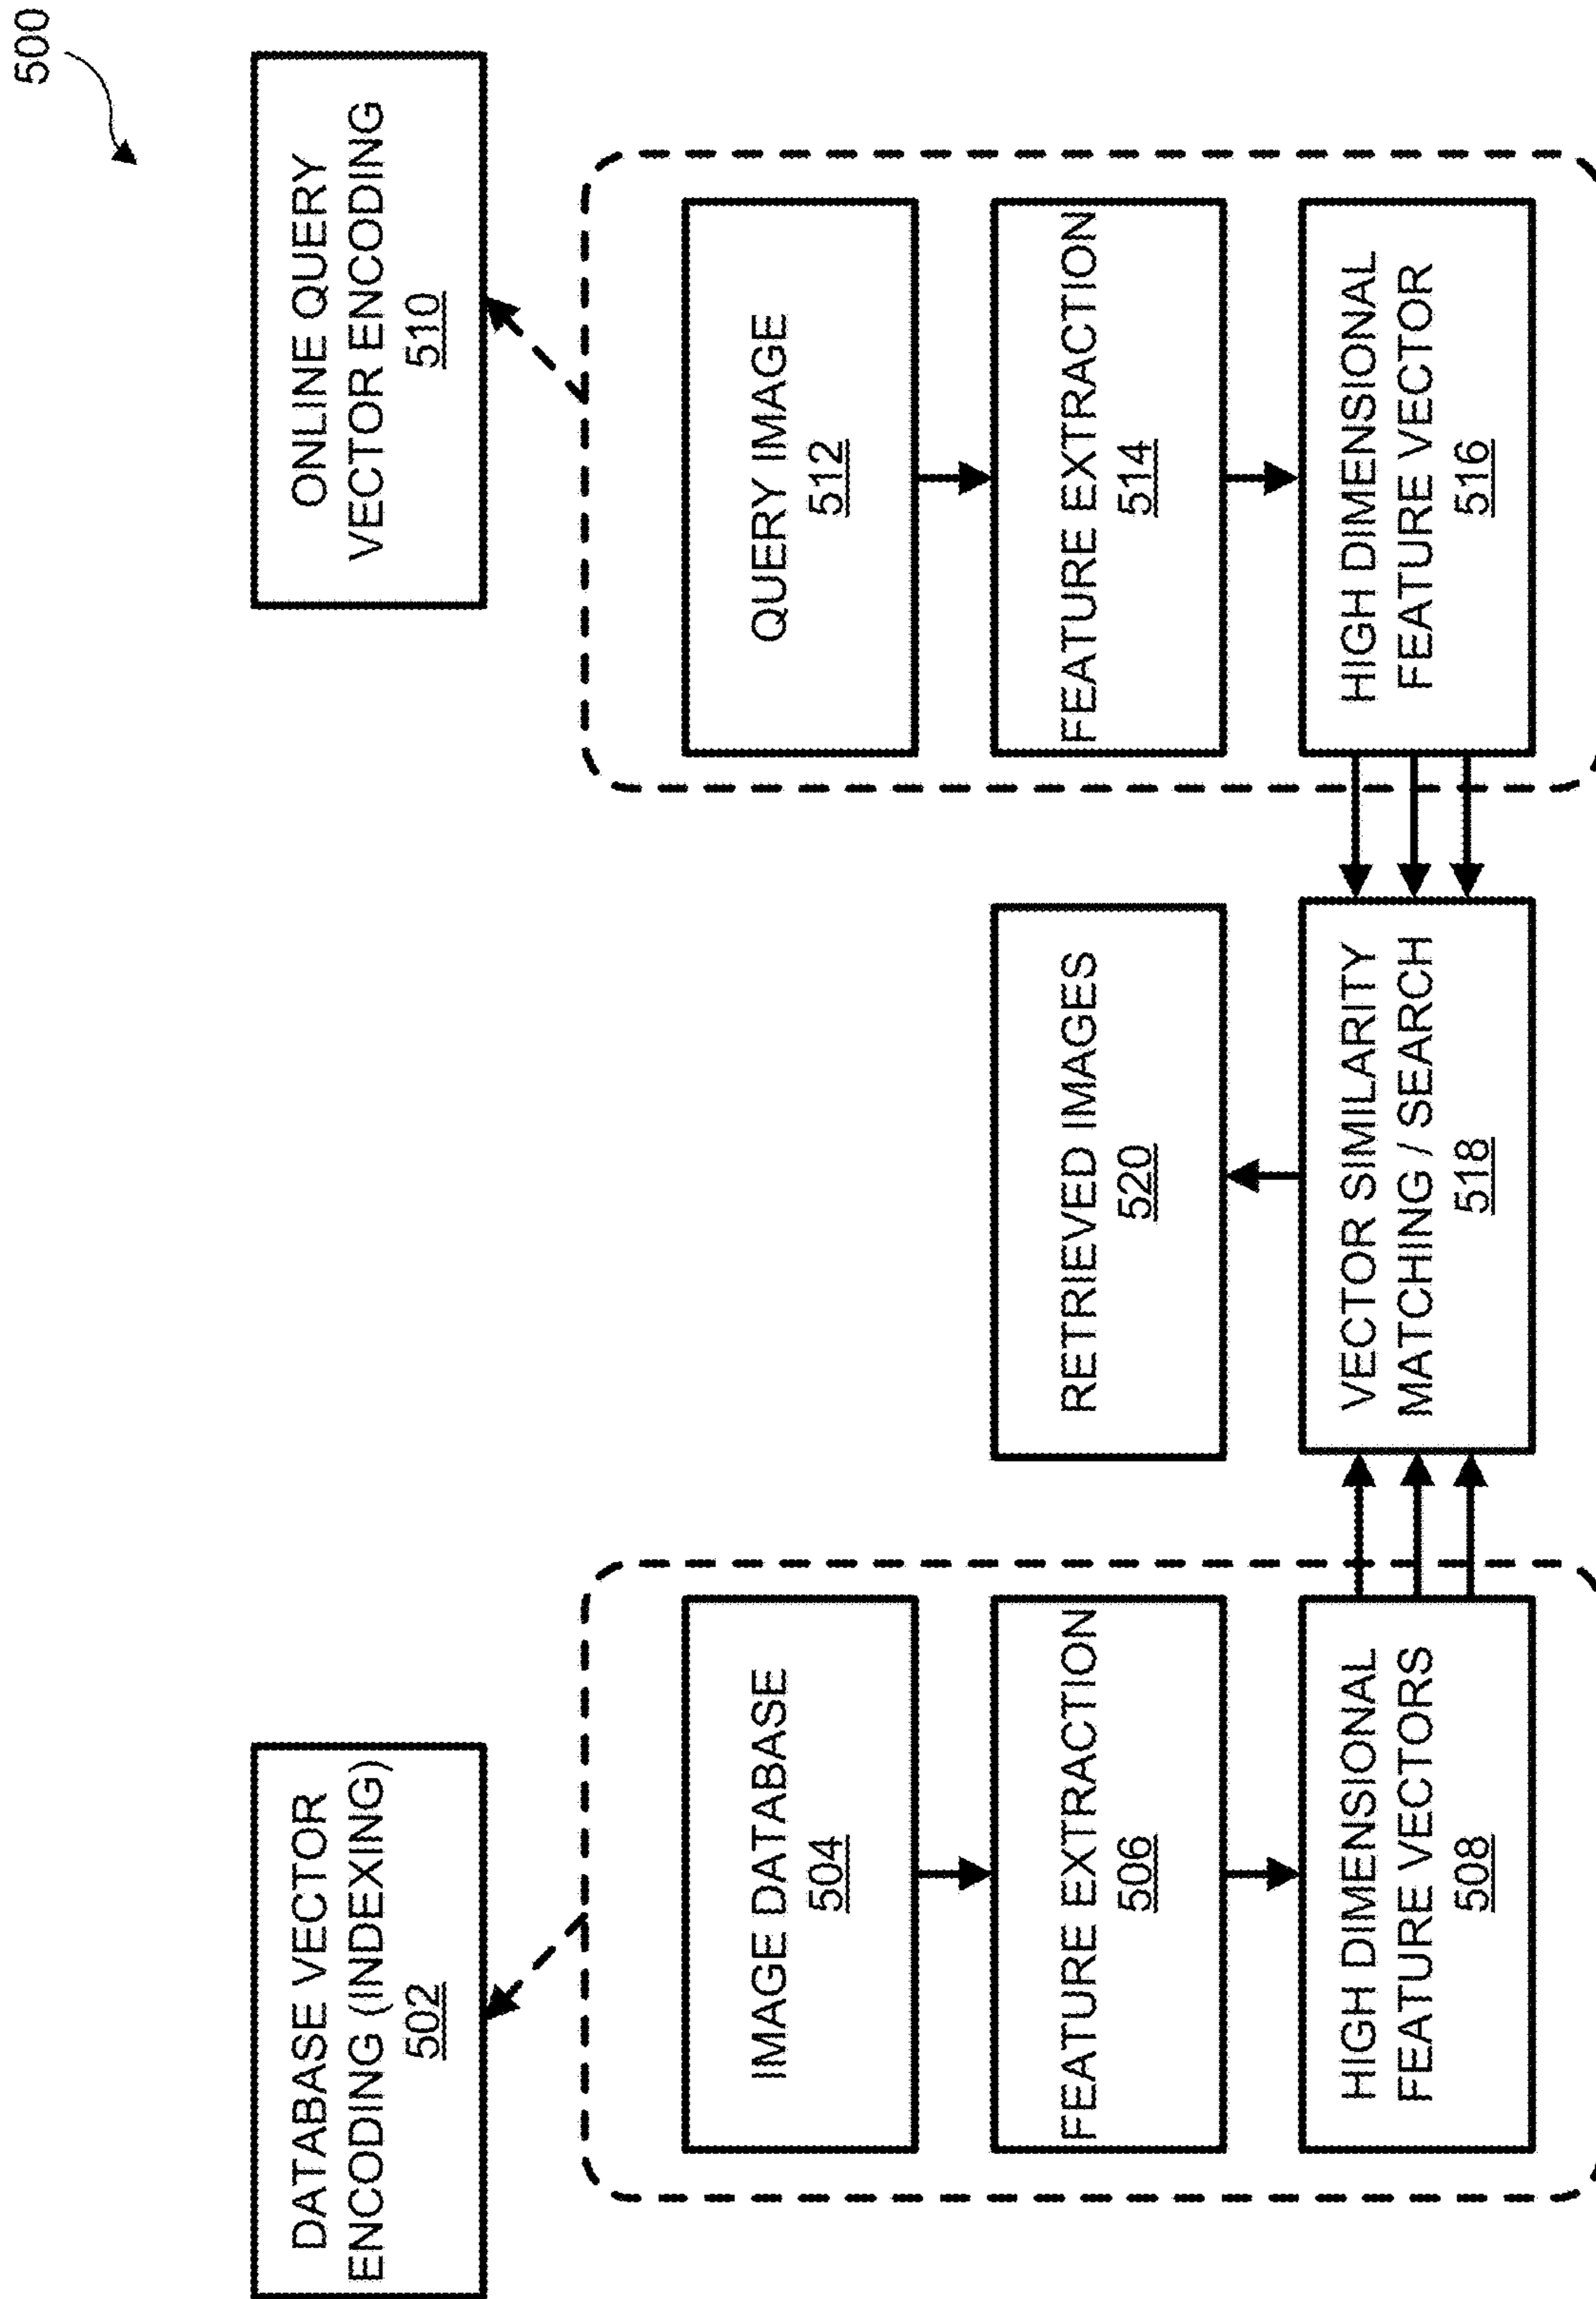 500
DATABASE VECTOR
ENCODING (INDEXING)
502
ONLINE QUERY
VECTOR ENCODING
510
IMAGE DATABASE
504
QUERY IMAGE
512
FEATURE EXTRACTION
506
RETRIEVED IMAGES
520
FEATURE EXTRACTION
514
HIGH DIMENSIONAL
FEATURE VECTORS
508
VECTOR SIMILARITY
MATCHING / SEARCH
518
HIGH DIMENSIONAL
FEATURE VECTOR
516